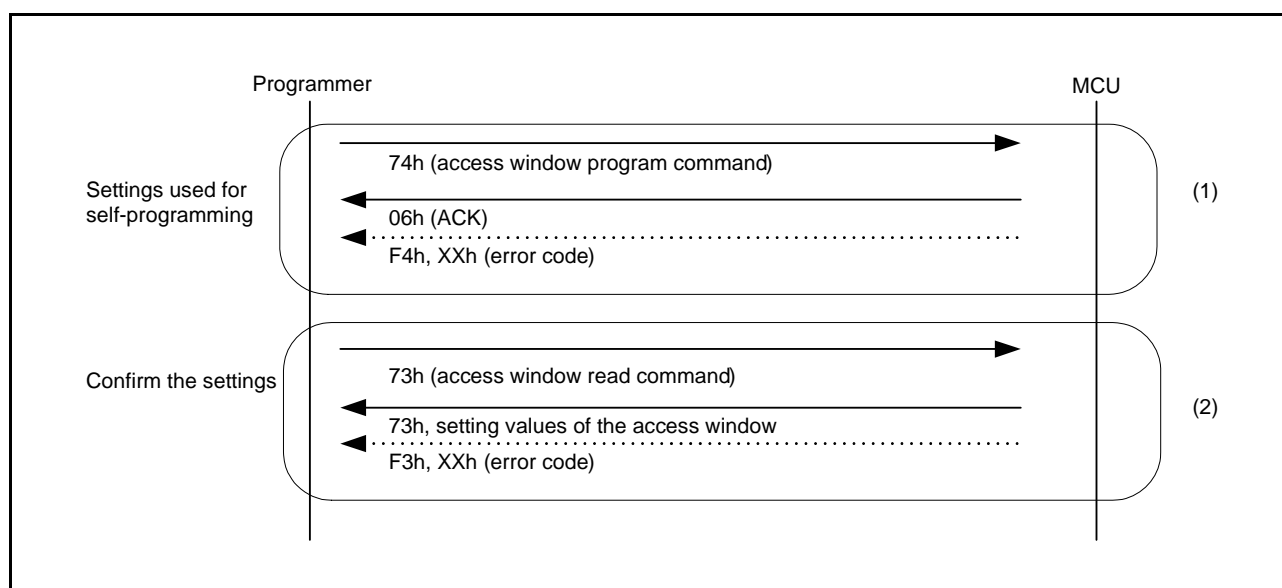 Programmer
MCU
74h (access window program command)
Settings used for
self-programming
(1)
06h (ACK)
F4h, XXh (error code)
73h (access window read command)
Confirm the settings
(2)
73h, setting values of the access window
F3h, XXh (error code)